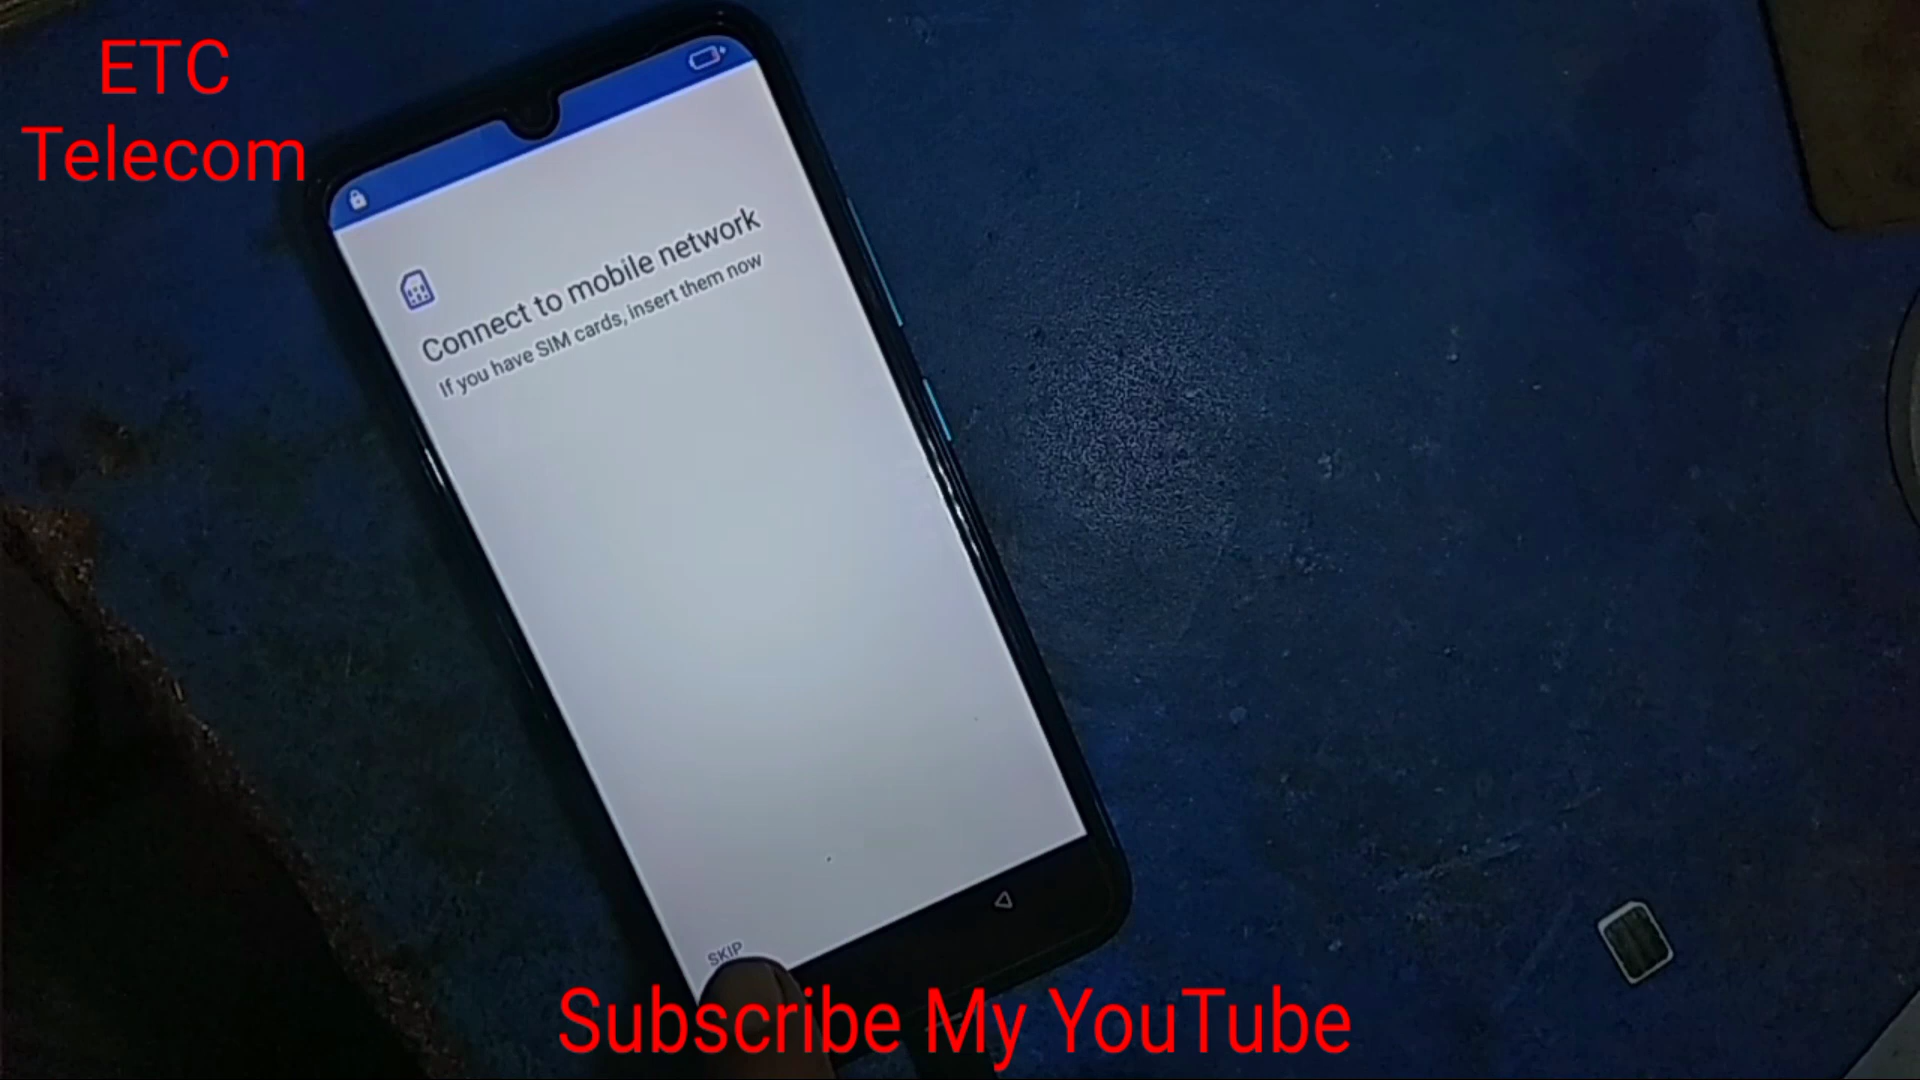 ETC
Telecom
Connect to mobile network
If you have SIM cards, insert them now
SKIP
Subscribe My YouTube